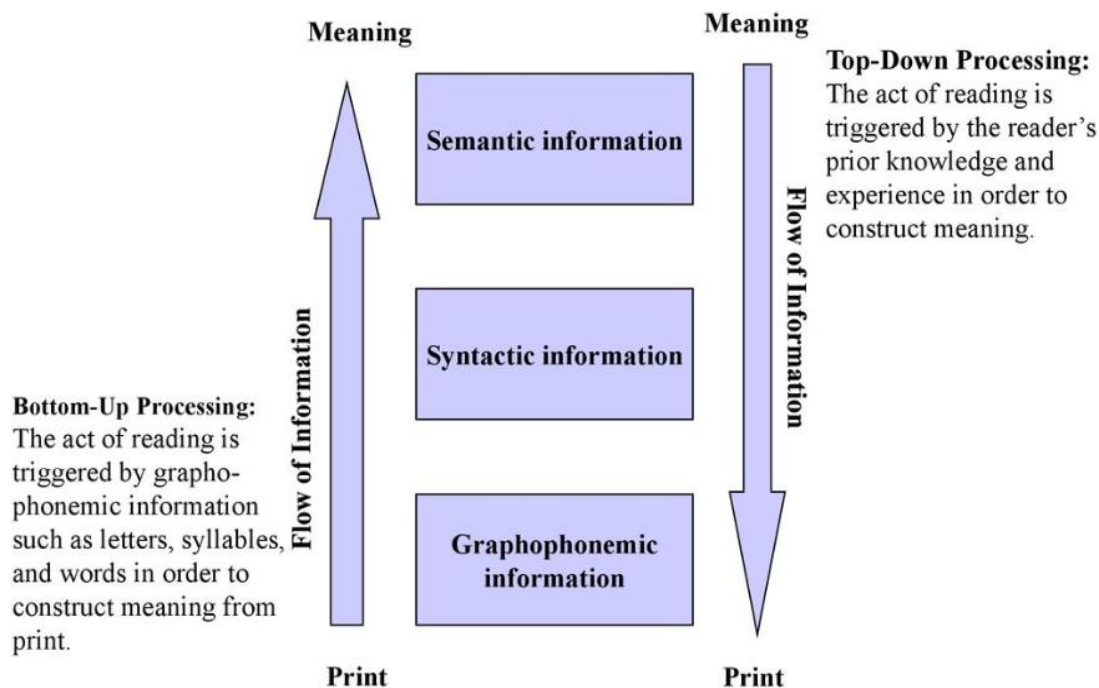 Meaning
Meaning
Top-Down Processing:
The act of reading is
triggered by the reader's
prior knowledge and
experience in order to
construct meaning.
Semantic information
Flow of Information
Syntactic information
Bottom-Up Processing:
The act of reading is
triggered by grapho-
phonemic information
such as letters, syllables,
and words in order to
construct meaning from
print.
Flow of Information
Graphophonemic
information
Print
Print